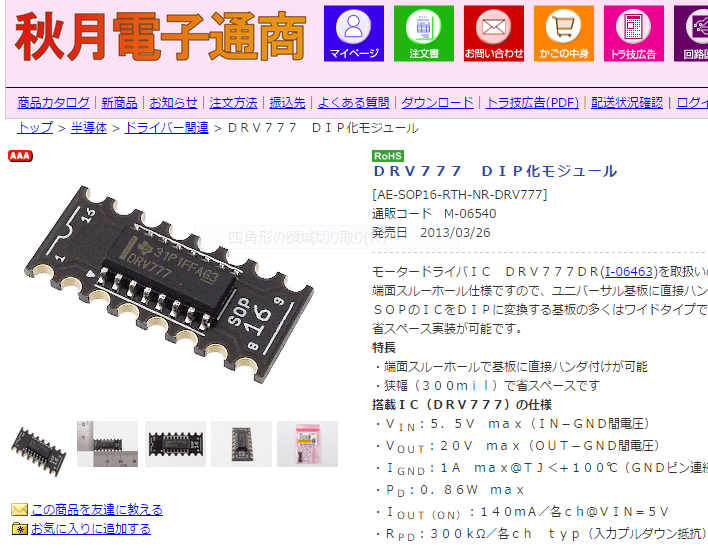 秋月電子通商
マイページ
注文書
お問い合わせ
かごの中身
トラ技広告
商品カタログ｜新商品｜お知らせ｜注文方法｜振込先｜よくある質問｜ダウンロード｜トラ技広告(PDF)｜配送状況確認｜ログイ
トップ > 半導体 > ドライバー関連 > ＤＲＶ７７７　ＤＩＰ化モジュール
AAA
RoHS
ＤＲＶ７７７　ＤＩＰ化モジュール
[AE-SOP16-RTH-NR-DRV777]
通販コード　M-06540
発売日　2013/03/26
四角形の領域切り取り(R)
1
15
31P1FFAG3
DRV777
SOP
16
8
9
モータードライバＩＣ　ＤＲＶ７７７ＤＲ(I-06463)を取扱い
端面スルーホール仕様ですので、ユニバーサル基板に直接ハン
ＳＯＰのＩＣをＤＩＰに変換する基板の多くはワイドタイプで
省スペース実装が可能です。
特長
・端面スルーホールで基板に直接ハンダ付けが可能
・狭幅（３００ｍｉｌ）で省スペースです
搭載ＩＣ（ＤＲＶ７７７）の仕様
・ＶIN：５．５Ｖ　ｍａｘ（ＩＮ－ＧＮＤ間電圧）
・ＶOUT：２０Ｖ　ｍａｘ（ＯＵＴ－ＧＮＤ間電圧）
・ＩGND：１Ａ　ｍａｘ＠ＴＪ＜＋１００℃（ＧＮＤピン連続
・ＰD：０．８６Ｗ　ｍａｘ
・ＩOUT（ON）：１４０ｍＡ／各ｃｈ＠ＶＩＮ＝５Ｖ
・ＲPD：３００ｋΩ／各ｃｈ　ｔｙｐ（入力プルダウン抵抗）
この商品を友達に教える
お気に入りに追加する